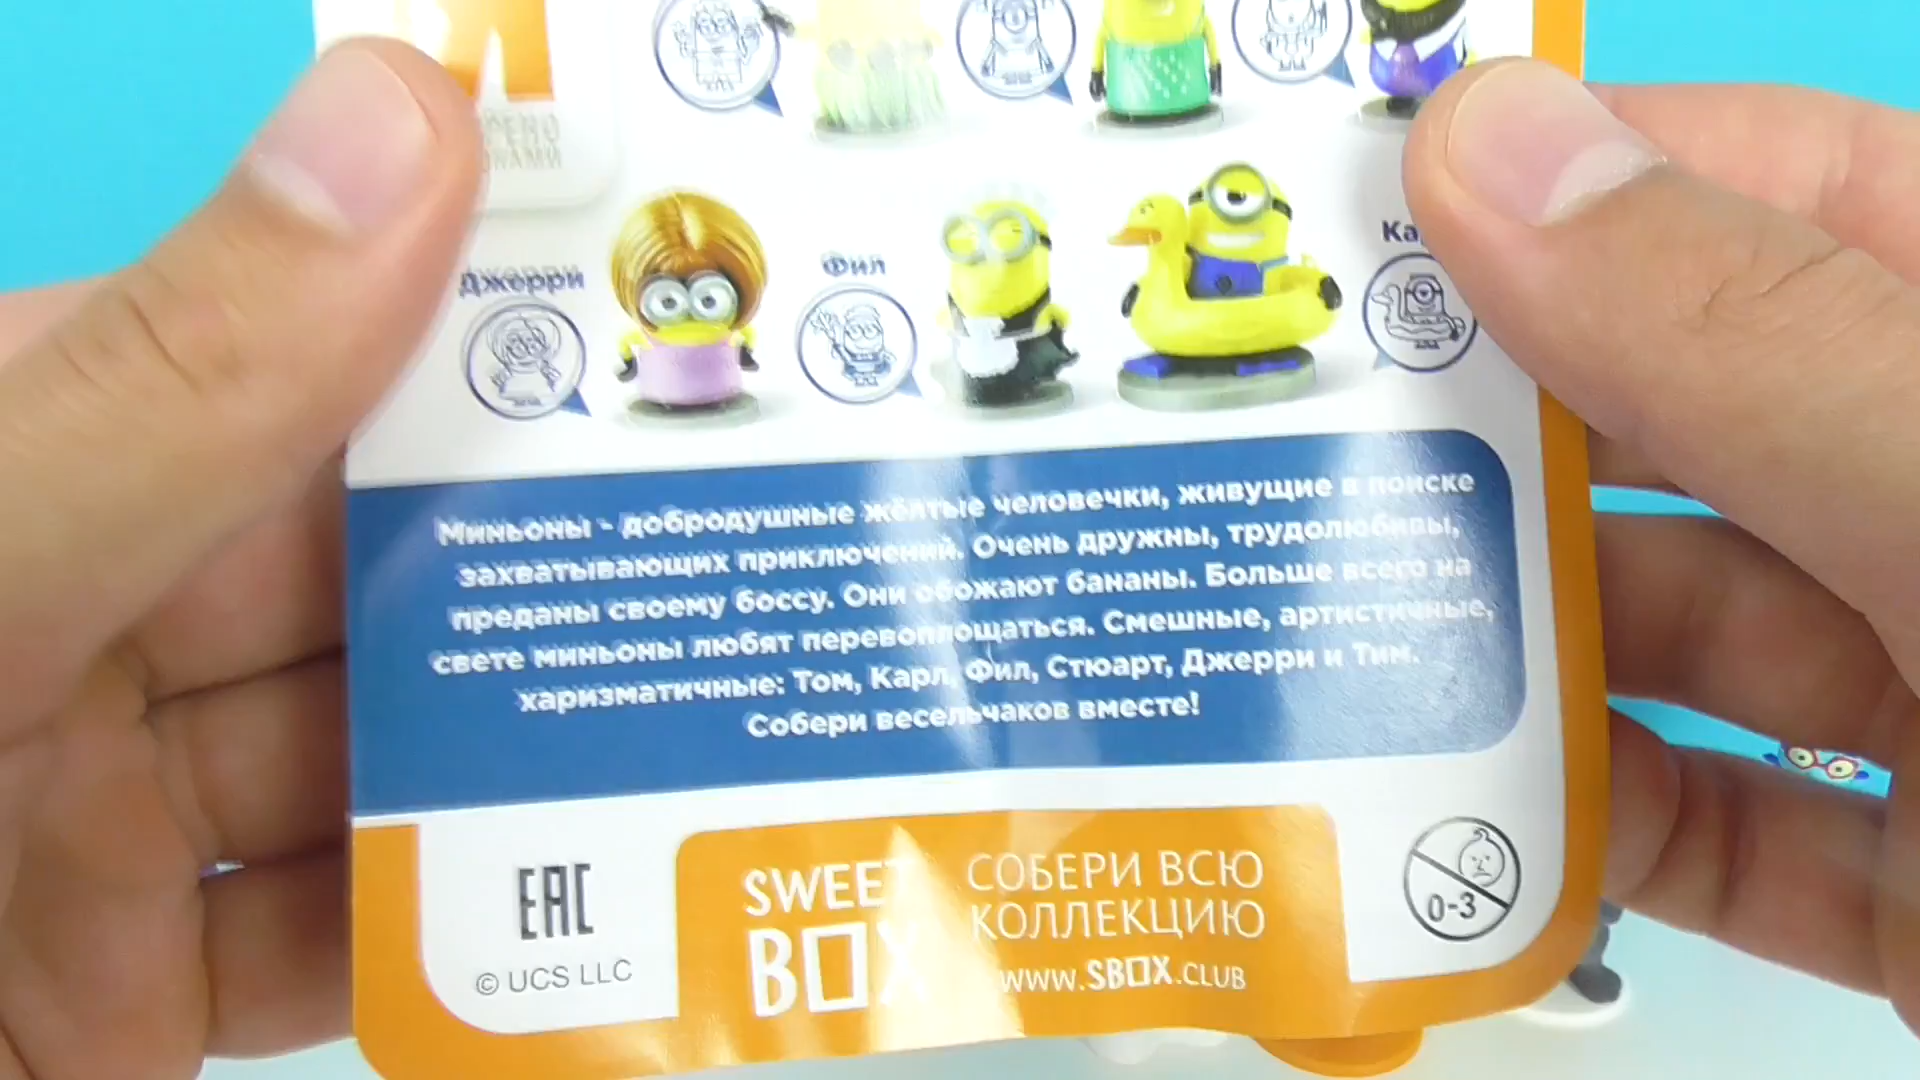 Джерри
Фил
Миньоны - добродушные жёлтые человечки, живущие в поиске
захватывающих приключений. Очень дружны, трудолюбивы,
преданы своему боссу. Они обожают бананы. Больше всего на
свете миньоны любят перевоплощаться. Смешные, артистичные,
харизматичные: Том, Карл, Фил, Стюарт, Джерри и Тим.
Собери весельчаков вместе!
EAC
© UCS LLC
SWEET
BOX
СОБЕРИ ВСЮ
КОЛЛЕКЦИЮ
WWW.SBOX.CLUB
0-3